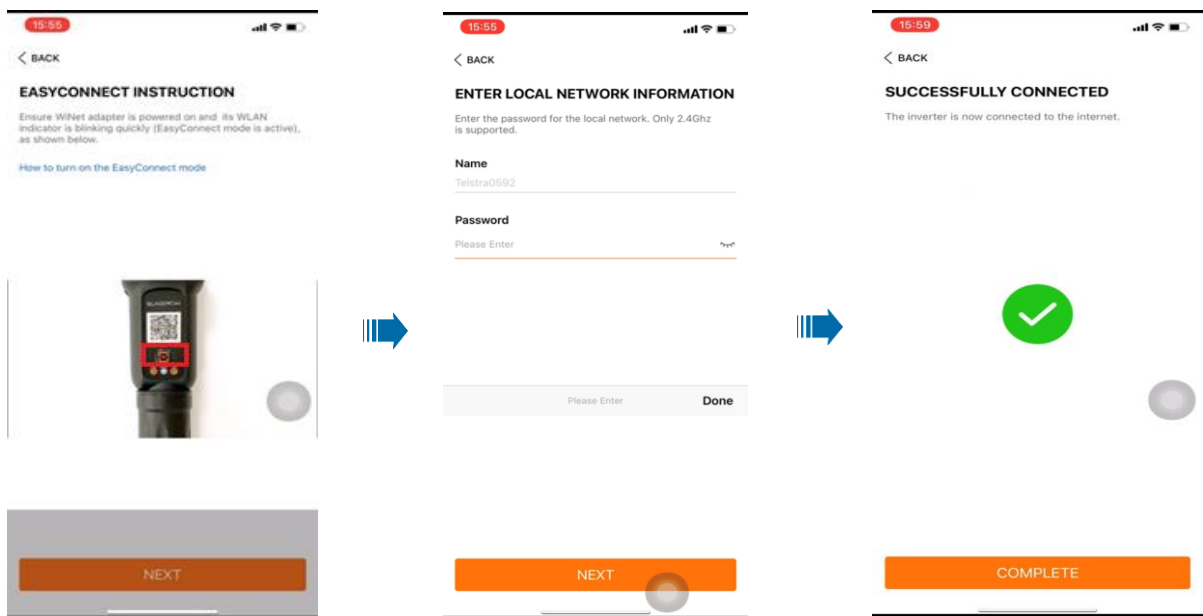 15:55
BACK
EASYCONNECT INSTRUCTION
Ensure WiNet adapter is powered on and its WLAN
indicator is blinking quickly (EasyConnect mode is active),
as shown below.
How to turn on the EasyConnect mode
SUNGROW
NEXT
15:55
BACK
ENTER LOCAL NETWORK INFORMATION
Enter the password for the local network. Only 2.4Ghz
is supported.
Name
Telstra0592
Password
Please Enter
Please Enter Done
NEXT
15:59
BACK
SUCCESSFULLY CONNECTED
The inverter is now connected to the internet.
COMPLETE